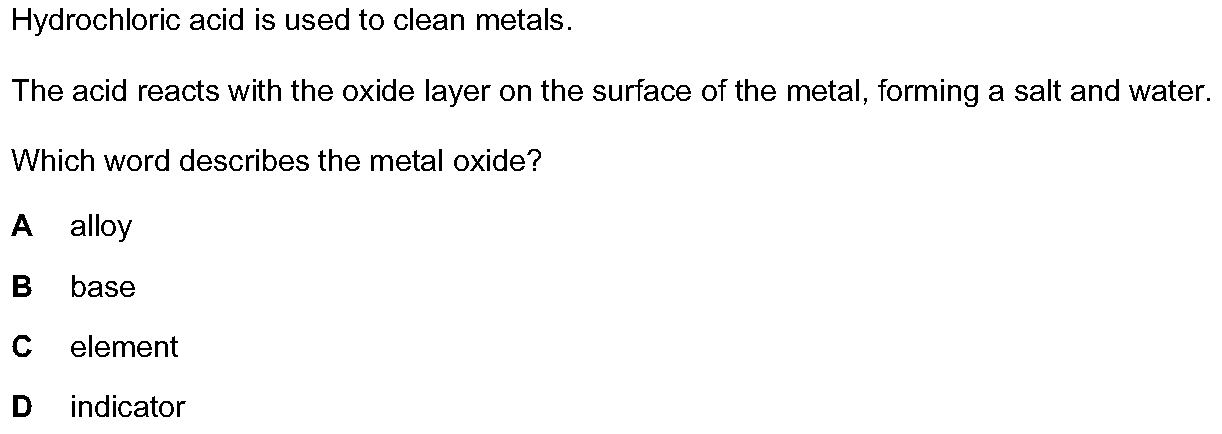 Hydrochloric acid is used to clean metals.
The acid reacts with the oxide layer on the surface of the metal, forming a salt and water.
Which word describes the metal oxide?
A alloy
B base
C element
D indicator